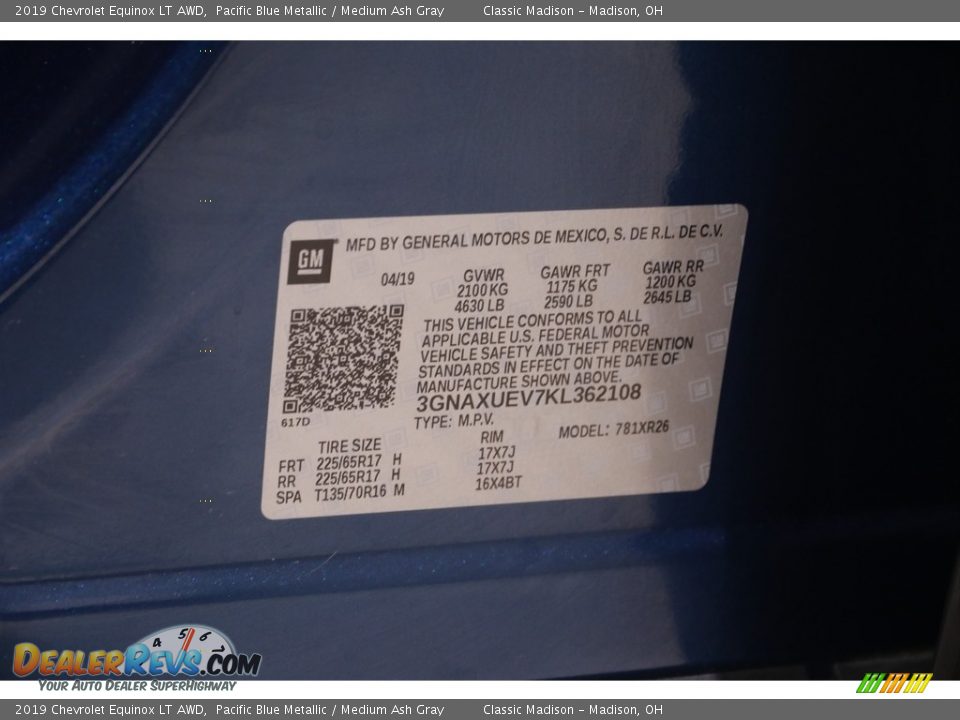 2019 Chevrolet Equinox LT AWD, Pacific Blue Metallic / Medium Ash Gray Classic Madison - Madison, OH
GM
MFD BY GENERAL MOTORS DE MEXICO, S. DE R.L. DE C.V.
04/19 GVWR GAWR FRT GAWR RR
2100 KG 1175 KG 1200 KG
4630 LB 2590 LB 2645 LB
THIS VEHICLE CONFORMS TO ALL
APPLICABLE U.S. FEDERAL MOTOR
VEHICLE SAFETY AND THEFT PREVENTION
STANDARDS IN EFFECT ON THE DATE OF
MANUFACTURE SHOWN ABOVE.
3GNAXUEV7KL362108
617D
TYPE: M.P.V. MODEL: 781XR26
TIRE SIZE RIM
FRT 225/65R17 H 17X7J
RR 225/65R17 H 17X7J
SPA T135/70R16 M 16X4BT
4 5 6
DealerRevs.com
Your Auto Dealer SuperHighway
2019 Chevrolet Equinox LT AWD, Pacific Blue Metallic / Medium Ash Gray Classic Madison - Madison, OH